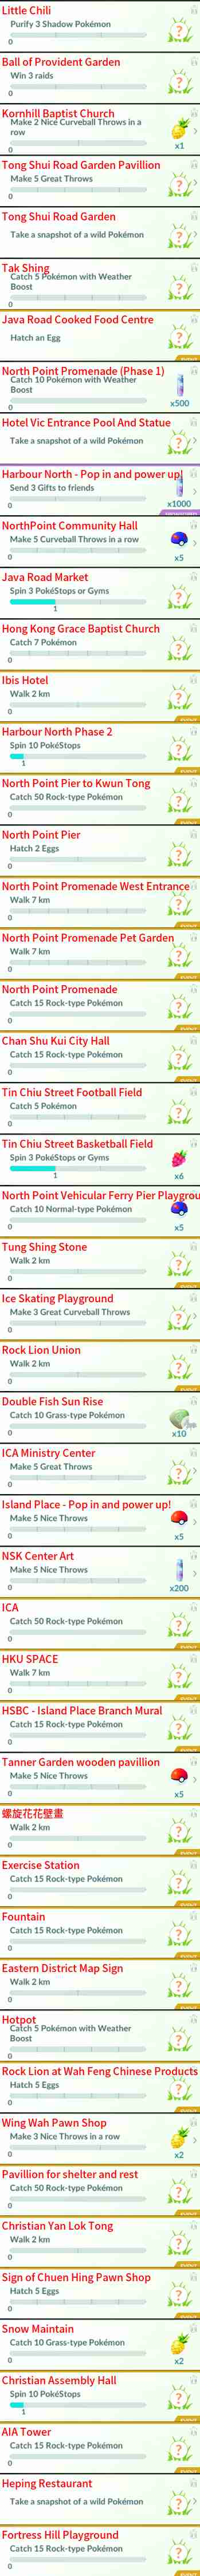 Little Chili
Purify 3 Shadow Pokémon
?
0
Ball of Provident Garden
Win 3 raids
?
0
Kornhill Baptist Church
Make 2 Nice Curveball Throws in a
row
x1
0
Tong Shui Road Garden Pavillion
Make 5 Great Throws
?
0
Tong Shui Road Garden
Take a snapshot of a wild Pokémon
?
Tak Shing
Catch 5 Pokémon with Weather
Boost
?
0
Java Road Cooked Food Centre
Hatch an Egg
?
North Point Promenade (Phase 1)
Catch 10 Pokémon with Weather
Boost
x500
0
Hotel Vic Entrance Pool And Statue
Take a snapshot of a wild Pokémon
?
Harbour North - Pop in and power up!
Send 3 Gifts to friends
x1000
0
NorthPoint Community Hall
Make 5 Curveball Throws in a row
x5
0
Java Road Market
Spin 3 PokéStops or Gyms
?
1
Hong Kong Grace Baptist Church
Catch 7 Pokémon
?
0
Ibis Hotel
Walk 2 km
?
0
Harbour North Phase 2
Spin 10 PokéStops
?
1
North Point Pier to Kwun Tong
Catch 50 Rock-type Pokémon
?
0
North Point Pier
Hatch 2 Eggs
?
0
North Point Promenade West Entrance
Walk 7 km
?
0
North Point Promenade Pet Garden
Walk 7 km
?
0
North Point Promenade
Catch 15 Rock-type Pokémon
?
0
Chan Shu Kui City Hall
Catch 15 Rock-type Pokémon
?
0
Tin Chiu Street Football Field
Catch 5 Pokémon
?
0
Tin Chiu Street Basketball Field
Spin 3 PokéStops or Gyms
x6
1
North Point Vehicular Ferry Pier Playgrou
Catch 10 Normal-type Pokémon
x5
0
Tung Shing Stone
Walk 2 km
?
0
Ice Skating Playground
Make 3 Great Curveball Throws
?
0
Rock Lion Union
Walk 2 km
?
0
Double Fish Sun Rise
Catch 10 Grass-type Pokémon
x10
0
ICA Ministry Center
Make 5 Great Throws
?
0
Island Place - Pop in and power up!
Make 5 Nice Throws
x5
0
NSK Center Art
Make 5 Nice Throws
x200
0
ICA
Catch 50 Rock-type Pokémon
?
0
HKU SPACE
Walk 7 km
?
0
HSBC - Island Place Branch Mural
Catch 15 Rock-type Pokémon
?
0
Tanner Garden wooden pavillion
Make 5 Nice Throws
x5
0
螺旋花花壁畫
Walk 2 km
?
0
Exercise Station
Catch 15 Rock-type Pokémon
?
0
Fountain
Catch 15 Rock-type Pokémon
?
0
Eastern District Map Sign
Walk 2 km
?
0
Hotpot
Catch 5 Pokémon with Weather
Boost
?
0
Rock Lion at Wah Feng Chinese Products
Hatch 5 Eggs
?
0
Wing Wah Pawn Shop
Make 3 Nice Throws in a row
x2
0
Pavillion for shelter and rest
Catch 50 Rock-type Pokémon
?
0
Christian Yan Lok Tong
Walk 2 km
?
0
Sign of Chuen Hing Pawn Shop
Hatch 5 Eggs
?
0
Snow Maintain
Catch 10 Grass-type Pokémon
x2
0
Christian Assembly Hall
Spin 10 PokéStops
?
1
AIA Tower
Catch 15 Rock-type Pokémon
?
0
Heping Restaurant
Take a snapshot of a wild Pokémon
?
Fortress Hill Playground
Catch 15 Rock-type Pokémon
?
0